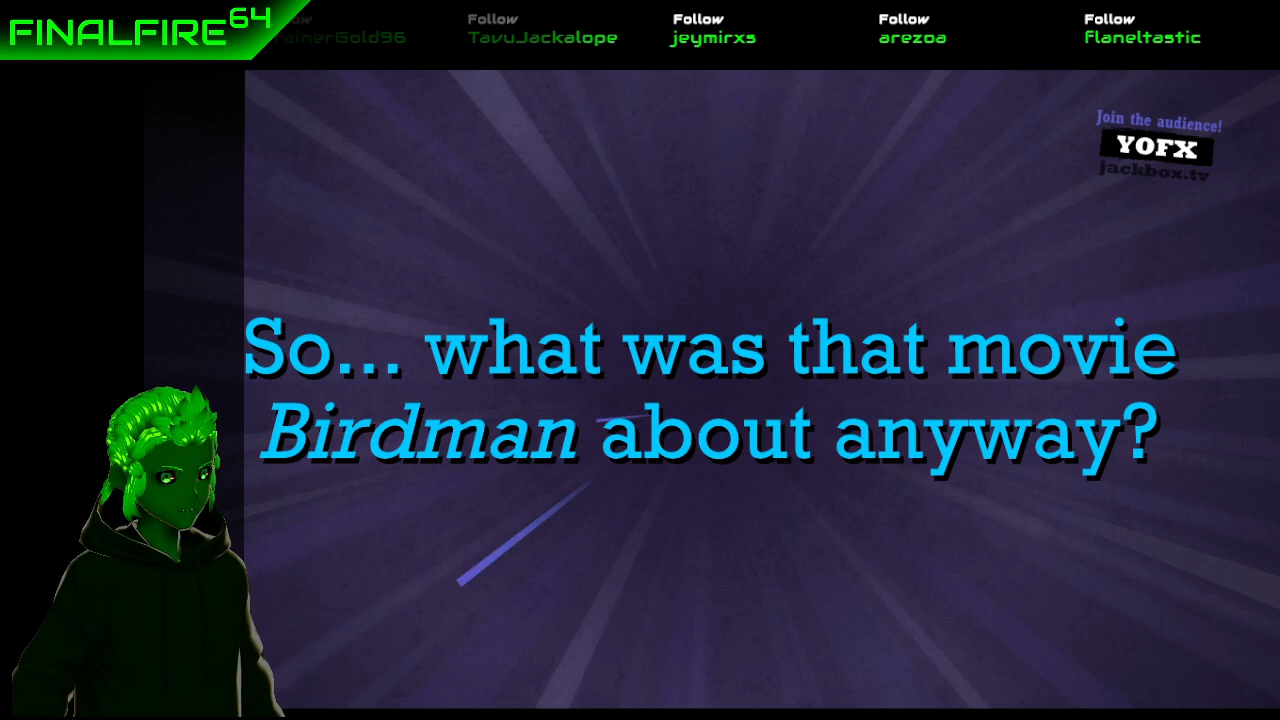 FINALFIRE64
Follow Follow Follow Follow
TavuJackalope jeymirxs arezoa flaneltastic
Join the audience!
YOFX
jackbox.tv
So... what was that movie
Birdman about anyway?